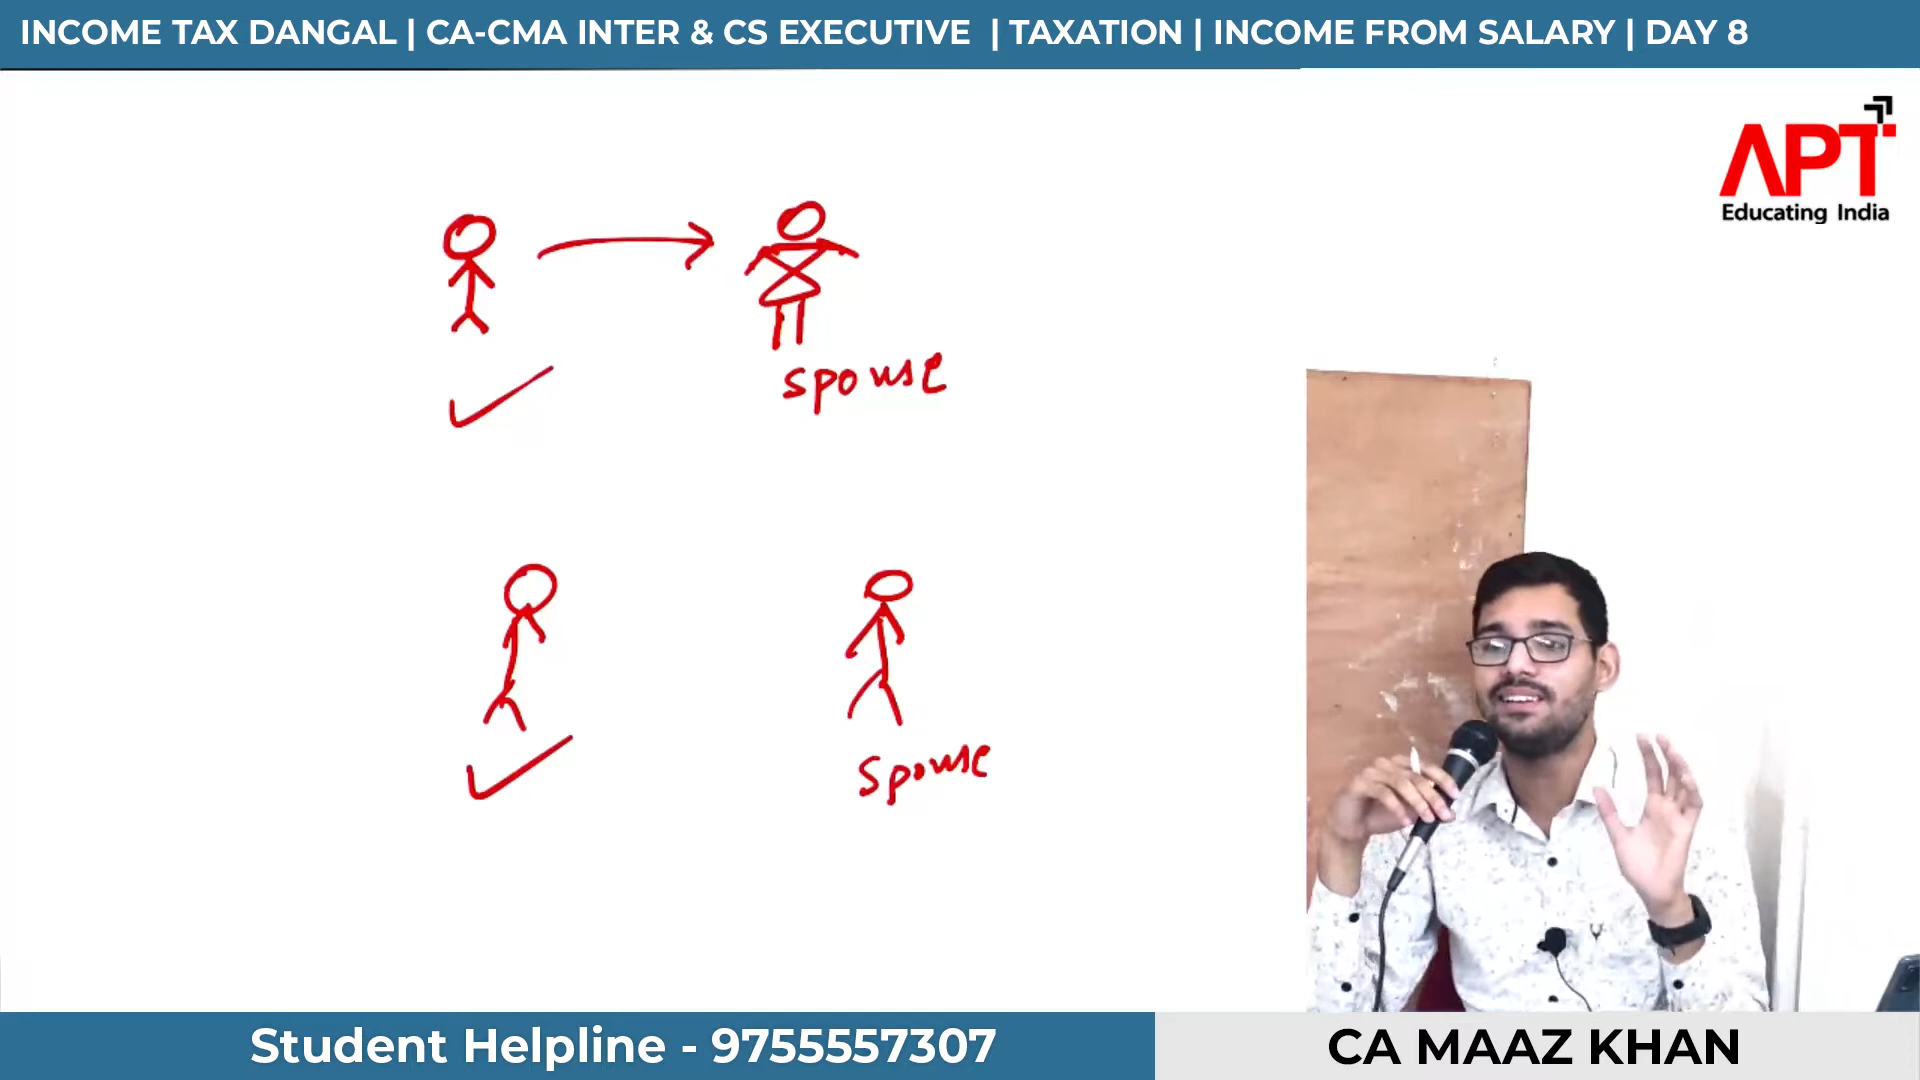 INCOME TAX DANGAL | CA-CMA INTER & CS EXECUTIVE | TAXATION | INCOME FROM SALARY | DAY 8
APT
Educating India
spouse
Spouse
Student Helpline - 9755557307
CA MAAZ KHAN